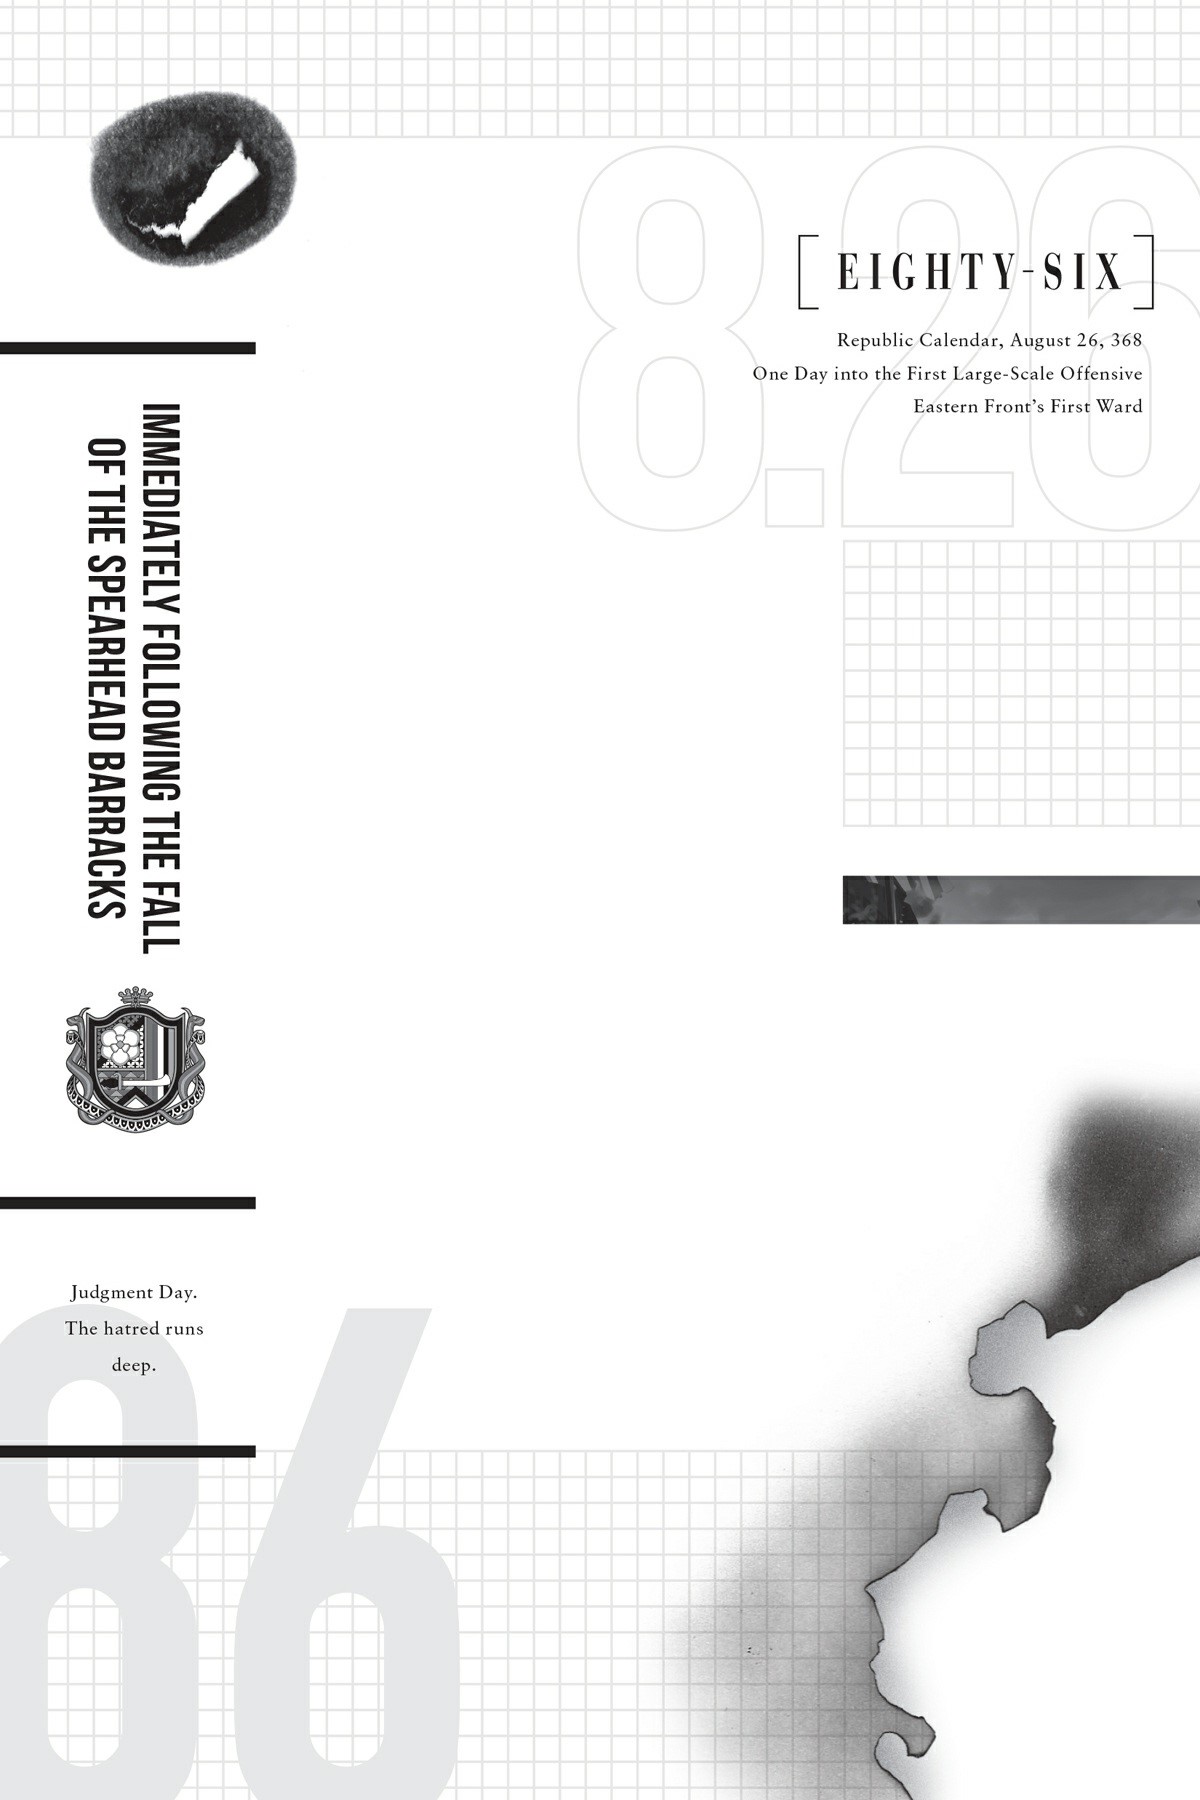 8.26
[EIGHTY-SIX]
Republic Calendar, August 26, 368
One Day into the First Large-Scale Offensive
Eastern Front's First Ward
IMMEDIATELY FOLLOWING THE FALL
OF THE SPEARHEAD BARRACKS
Judgment Day.
The hatred runs
deep.
86